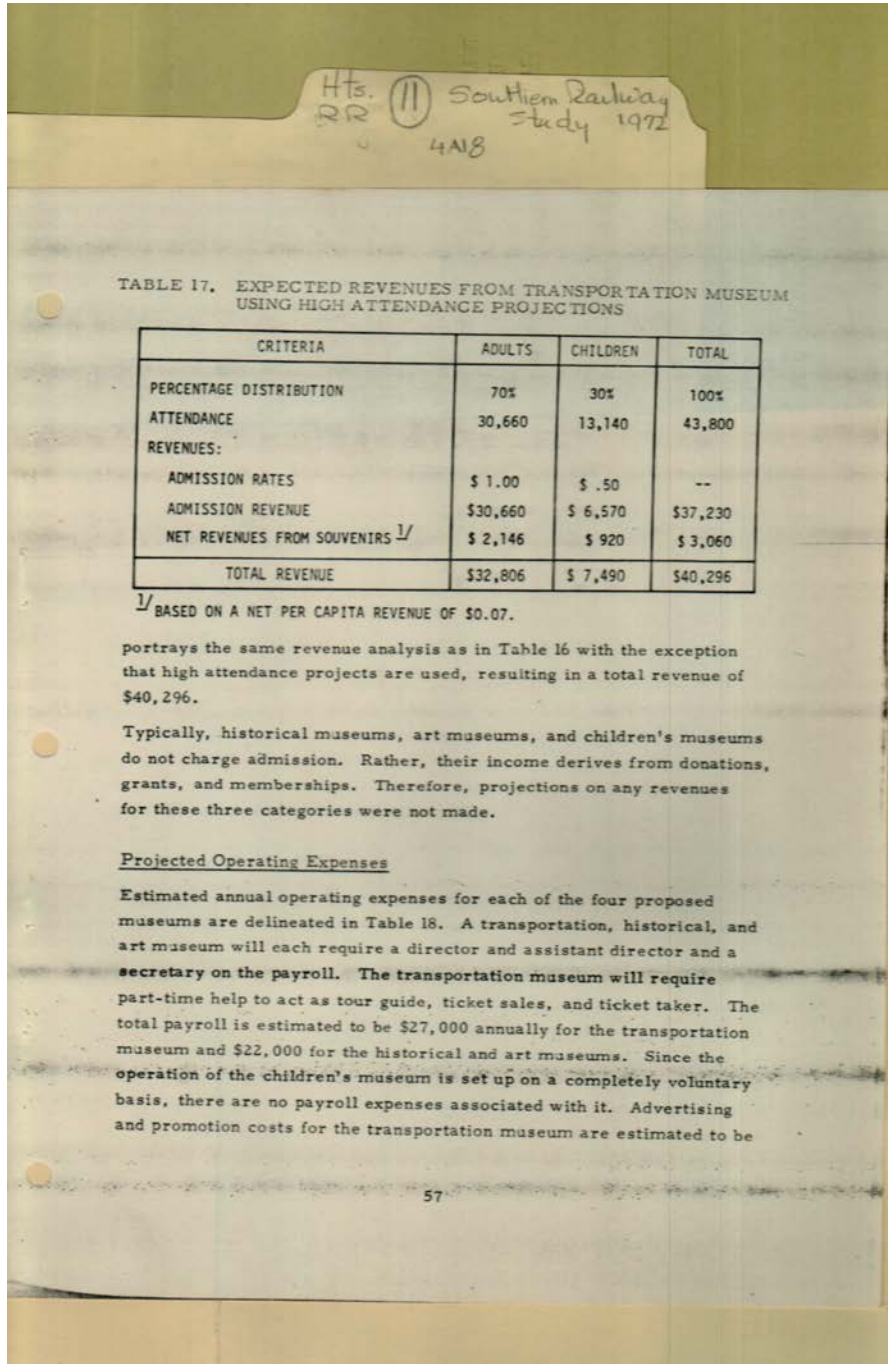 Hts. (11) Southern Railway
RR Study 1972
4A18
TABLE 17. EXPECTED REVENUES FROM TRANSPORTATION MUSEUM
USING HIGH ATTENDANCE PROJECTIONS
CRITERIA ADULTS CHILDREN TOTAL
PERCENTAGE DISTRIBUTION 70% 30% 100%
ATTENDANCE 30,660 13,140 43,800
REVENUES:
ADMISSION RATES $ 1.00 $ .50 --
ADMISSION REVENUE $30,660 $ 6,570 $37,230
NET REVENUES FROM SOUVENIRS 1/ $ 2,146 $ 920 $ 3,060
TOTAL REVENUE $32,806 $ 7,490 $40,296
1/ BASED ON A NET PER CAPITA REVENUE OF $0.07.
portrays the same revenue analysis as in Table 16 with the exception
that high attendance projects are used, resulting in a total revenue of
$40,296.
Typically, historical museums, art museums, and children's museums
do not charge admission. Rather, their income derives from donations,
grants, and memberships. Therefore, projections on any revenues
for these three categories were not made.
Projected Operating Expenses
Estimated annual operating expenses for each of the four proposed
museums are delineated in Table 18. A transportation, historical, and
art museum will each require a director and assistant director and a
secretary on the payroll. The transportation museum will require
part-time help to act as tour guide, ticket sales, and ticket taker. The
total payroll is estimated to be $27,000 annually for the transportation
museum and $22,000 for the historical and art museums. Since the
operation of the children's museum is set up on a completely voluntary
basis, there are no payroll expenses associated with it. Advertising
and promotion costs for the transportation museum are estimated to be
57